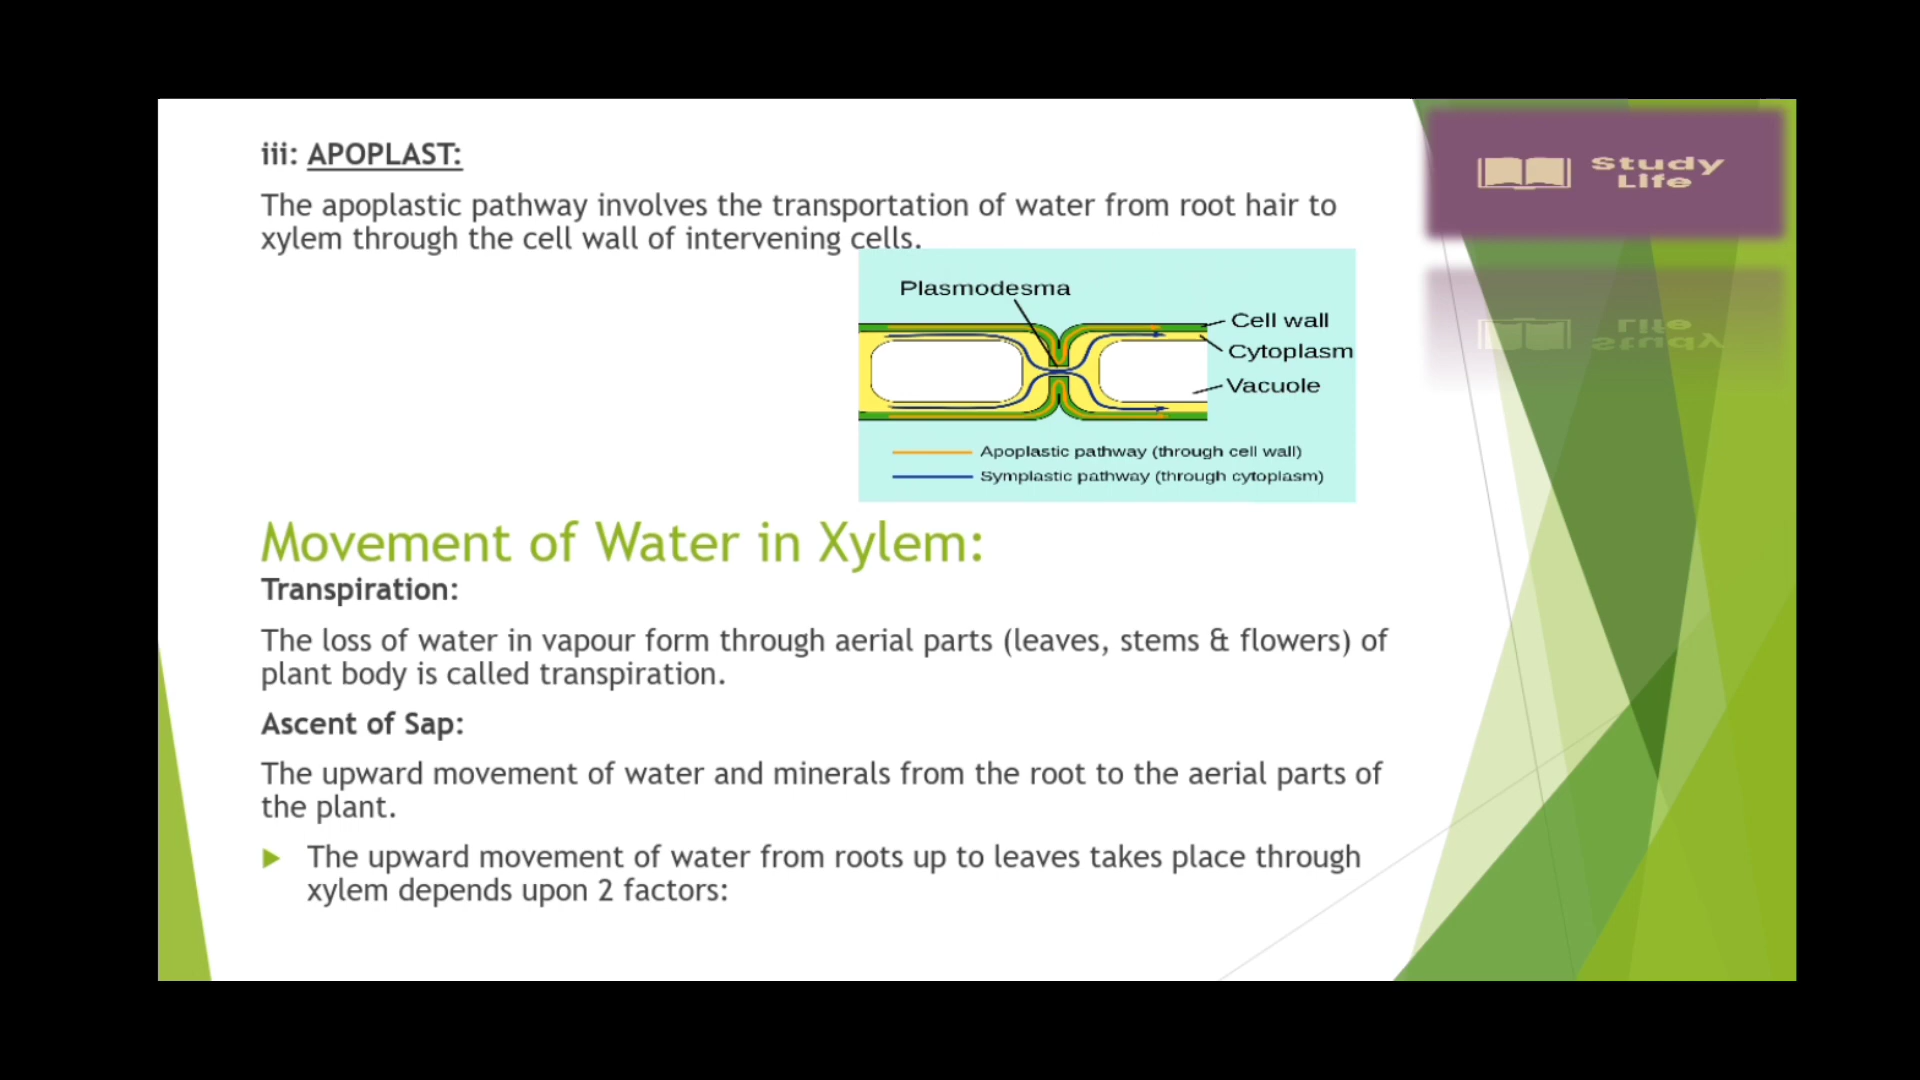 iii: APOPLAST:
Study
Life
The apoplastic pathway involves the transportation of water from root hair to
xylem through the cell wall of intervening cells.
Plasmodesma
Cell wall
Cytoplasm
Vacuole
Apoplastic pathway (through cell wall)
Symplastic pathway (through cytoplasm)
Movement of Water in Xylem:
Transpiration:
The loss of water in vapour form through aerial parts (leaves, stems & flowers) of
plant body is called transpiration.
Ascent of Sap:
The upward movement of water and minerals from the root to the aerial parts of
the plant.
The upward movement of water from roots up to leaves takes place through
xylem depends upon 2 factors: